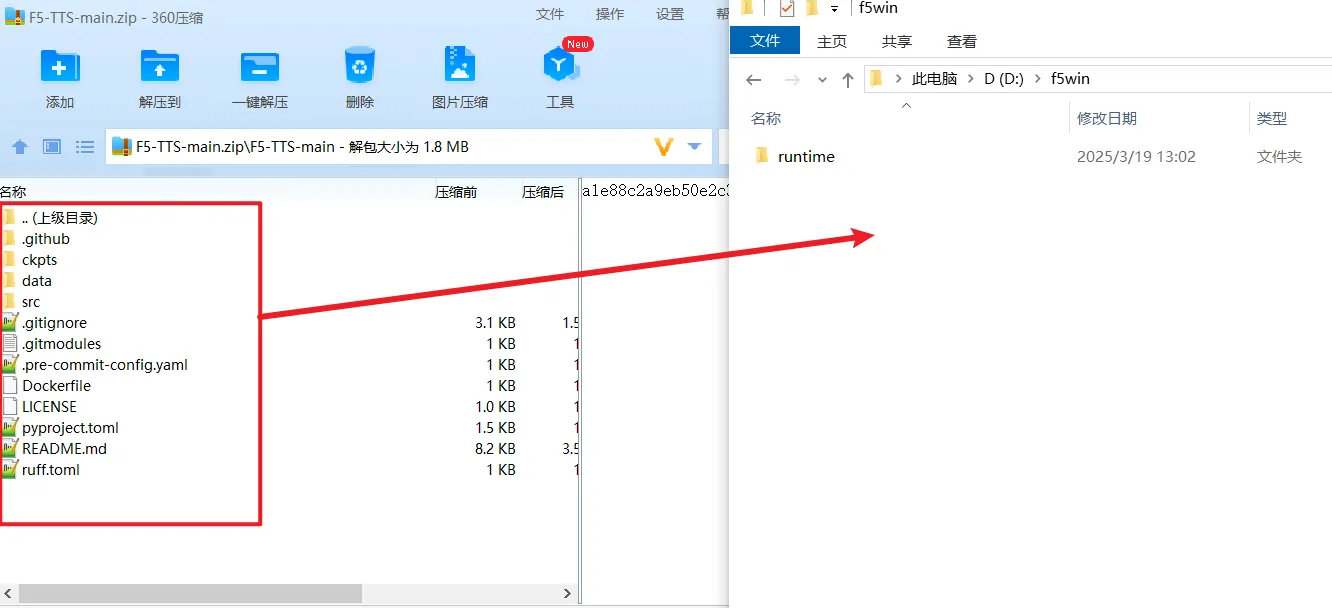 F5-TTS-main.zip - 360压缩
文件 操作 设置 帮
New
添加 解压到 一键解压 删除 图片压缩 工具
F5-TTS-main.zip\F5-TTS-main - 解包大小为 1.8 MB
名称 压缩前 压缩后
.. (上级目录)
.github
ckpts
data
src
.gitignore 3.1 KB 1.5
.gitmodules 1 KB 1
.pre-commit-config.yaml 1 KB 1
Dockerfile 1 KB 1
LICENSE 1.0 KB 1
pyproject.toml 1.5 KB 1
README.md 8.2 KB 3.5
ruff.toml 1 KB 1
a1e88c2a9eb50e2c3
f5win
文件 主页 共享 查看
此电脑 D (D:) f5win
名称 修改日期 类型
runtime 2025/3/19 13:02 文件夹